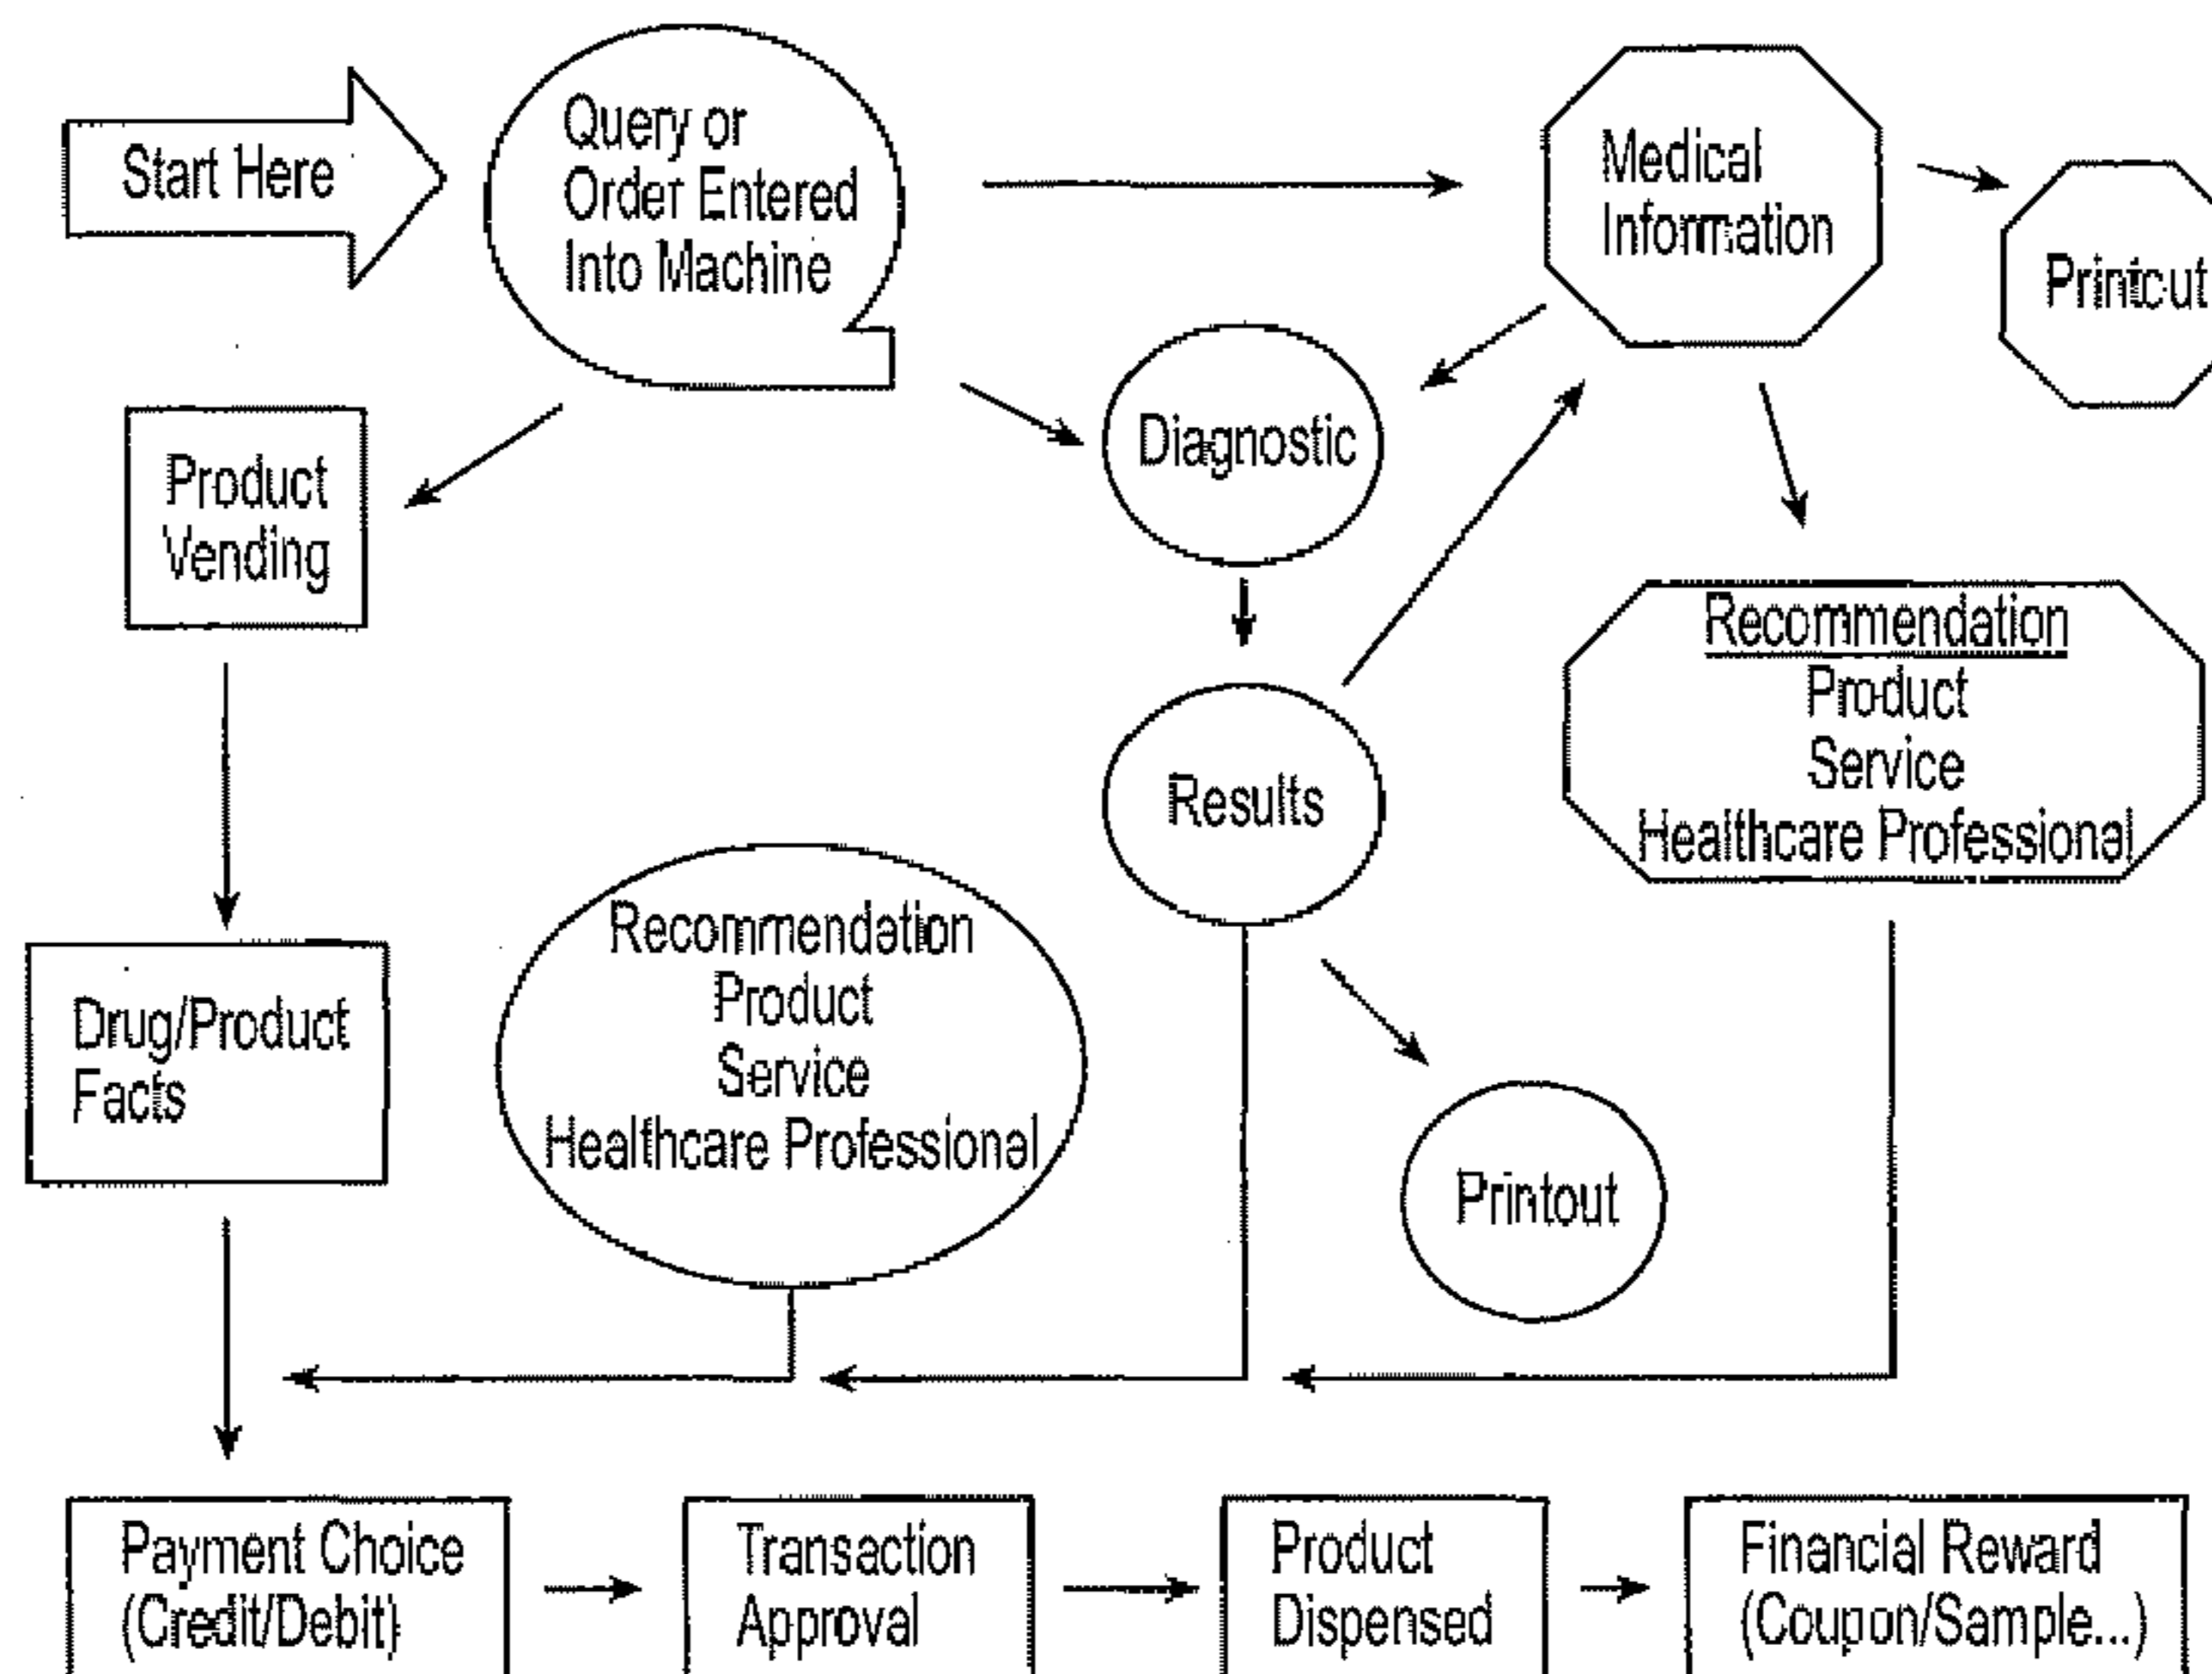 Start Here
Query or
Order Entered
Into Machine
Medical
Information
Printout
Diagnostic
Product
Vending
Recommendation
Product
Service
Healthcare Professional
Results
Recommendation
Product
Service
Healthcare Professional
Drug/Product
Facts
Printout
Payment Choice
(Credit/Debit)
Transaction
Approval
Product
Dispensed
Financial Reward
(Coupon/Sample...)